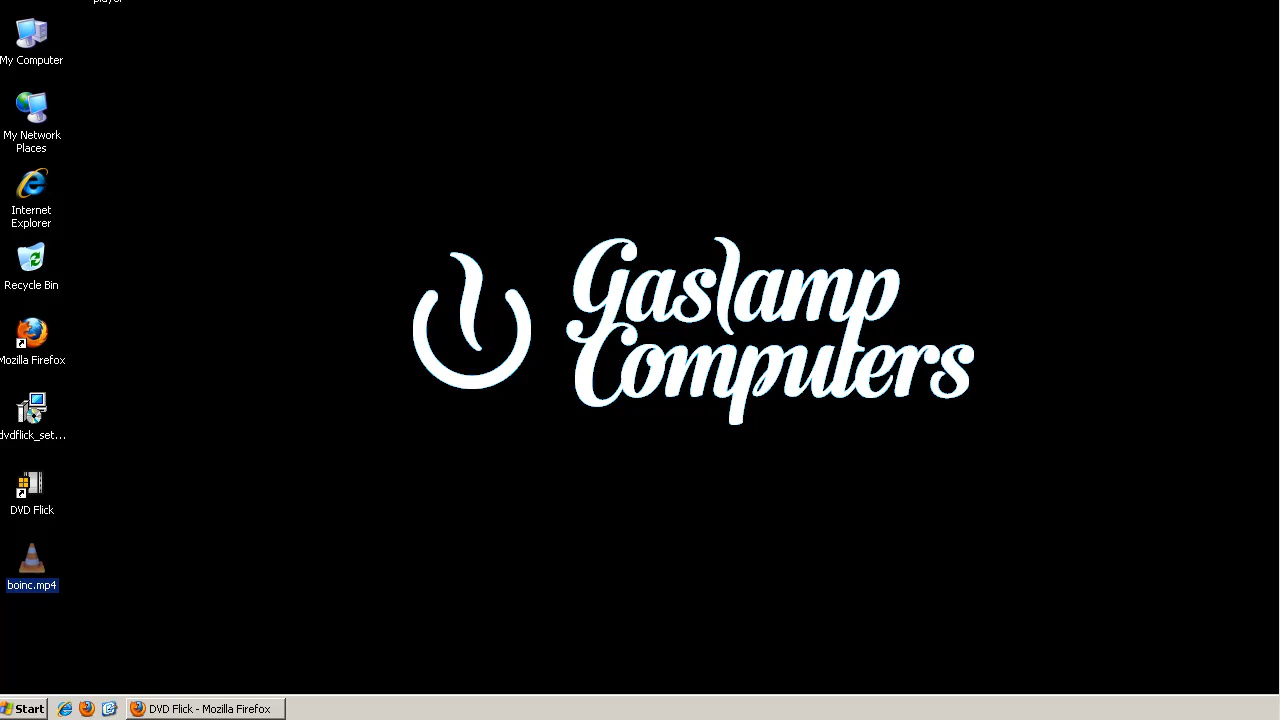 player
My Computer
My Network
Places
Internet
Explorer
Recycle Bin
Mozilla Firefox
dvdflick_set...
DVD Flick
boinc.mp4
Gaslamp
Computers
Start
DVD Flick - Mozilla Firefox